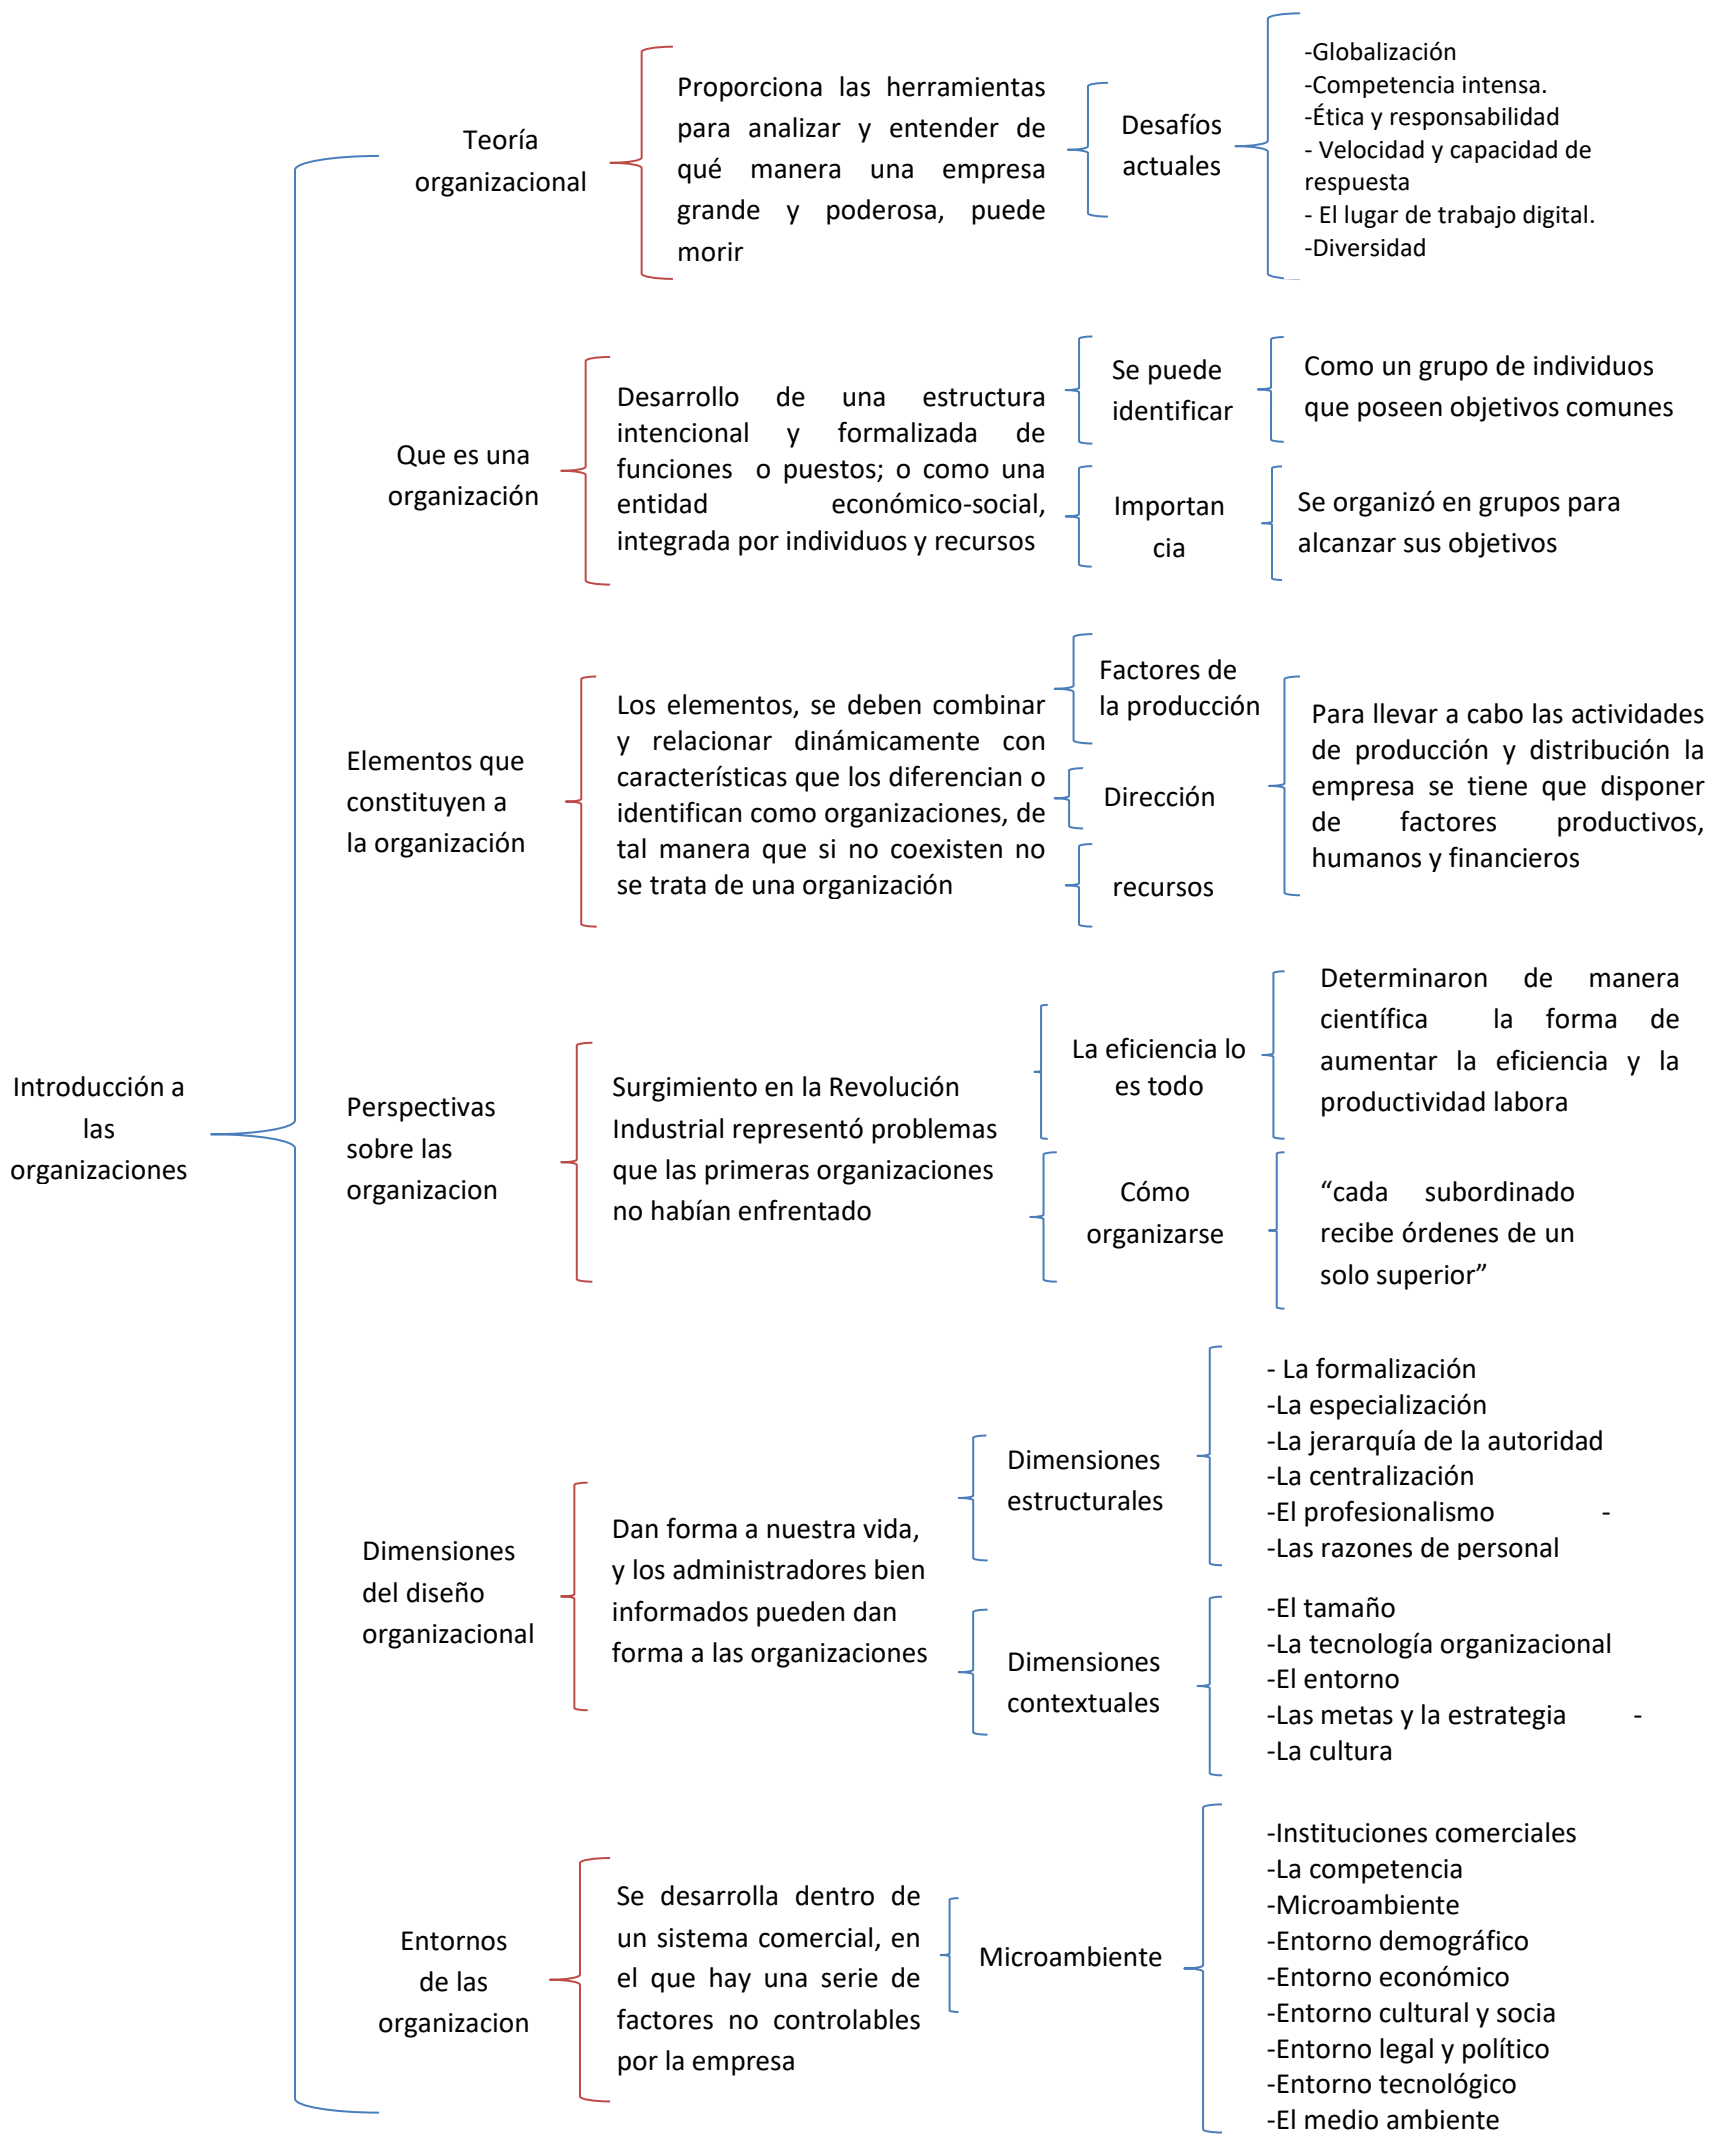 Introducción a
las
organizaciones
Teoría
organizacional
Proporciona las herramientas
para analizar y entender de
qué manera una empresa
grande y poderosa, puede
morir
Desafíos
actuales
-Globalización
-Competencia intensa.
-Ética y responsabilidad
- Velocidad y capacidad de
respuesta
- El lugar de trabajo digital.
-Diversidad
Que es una
organización
Desarrollo de una estructura
intencional y formalizada de
funciones o puestos; o como una
entidad económico-social,
integrada por individuos y recursos
Se puede
identificar
Como un grupo de individuos
que poseen objetivos comunes
Importan
cia
Se organizó en grupos para
alcanzar sus objetivos
Elementos que
constituyen a
la organización
Los elementos, se deben combinar
y relacionar dinámicamente con
características que los diferencian o
identifican como organizaciones, de
tal manera que si no coexisten no
se trata de una organización
Factores de
la producción
Dirección
recursos
Para llevar a cabo las actividades
de producción y distribución la
empresa se tiene que disponer
de factores productivos,
humanos y financieros
Perspectivas
sobre las
organizacion
Surgimiento en la Revolución
Industrial representó problemas
que las primeras organizaciones
no habían enfrentado
La eficiencia lo
es todo
Determinaron de manera
científica la forma de
aumentar la eficiencia y la
productividad labora
Cómo
organizarse
“cada subordinado
recibe órdenes de un
solo superior”
Dimensiones
del diseño
organizacional
Dan forma a nuestra vida,
y los administradores bien
informados pueden dan
forma a las organizaciones
Dimensiones
estructurales
- La formalización
-La especialización
-La jerarquía de la autoridad
-La centralización
-El profesionalismo -
-Las razones de personal
Dimensiones
contextuales
-El tamaño
-La tecnología organizacional
-El entorno
-Las metas y la estrategia -
-La cultura
Entornos
de las
organizacion
Se desarrolla dentro de
un sistema comercial, en
el que hay una serie de
factores no controlables
por la empresa
Microambiente
-Instituciones comerciales
-La competencia
-Microambiente
-Entorno demográfico
-Entorno económico
-Entorno cultural y socia
-Entorno legal y político
-Entorno tecnológico
-El medio ambiente